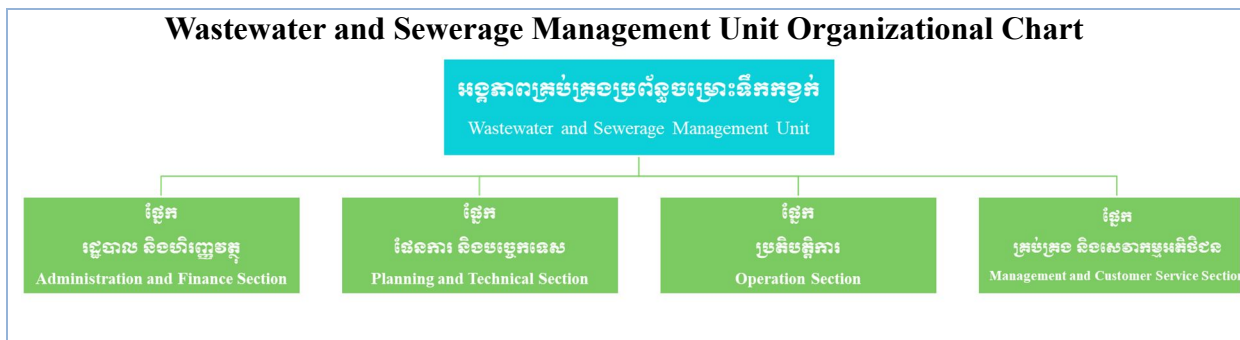 Wastewater and Sewerage Management Unit Organizational Chart
អង្គភាពគ្រប់គ្រងប្រព័ន្ធចម្រោះទឹកកខ្វក់
Wastewater and Sewerage Management Unit
ផ្នែក
រដ្ឋបាល និងហិរញ្ញវត្ថុ
Administration and Finance Section
ផ្នែក
ផែនការ និងបច្ចេកទេស
Planning and Technical Section
ផ្នែក
ប្រតិបត្តិការ
Operation Section
ផ្នែក
គ្រប់គ្រង និងសេវាកម្មអតិថិជន
Management and Customer Service Section